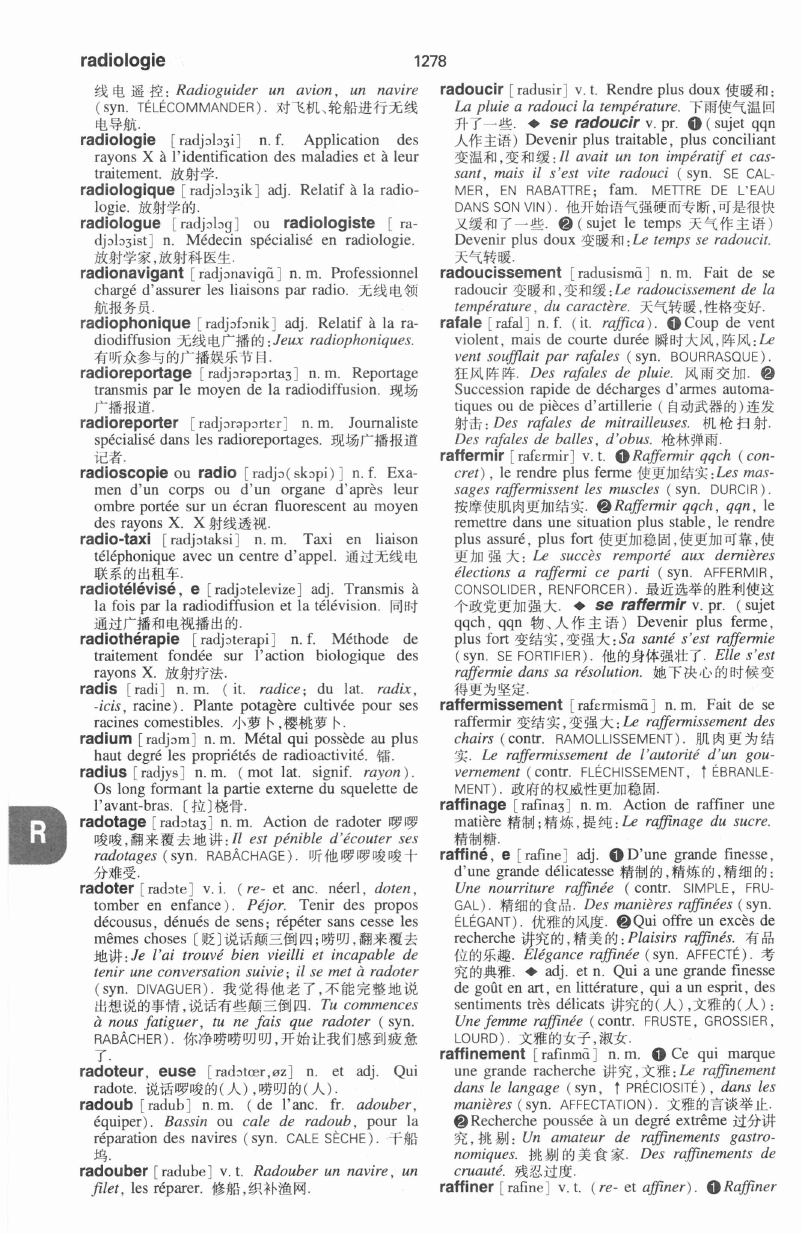 radiologie
1278
线电遥控: Radioguider un avion, un navire
(syn. TÉLÉCOMMANDER). 对飞机、轮船进行无线
电导航.
radiologie [radjɔlɔʒi] n. f. Application des
rayons X à l'identification des maladies et à leur
traitement. 放射学.
radiologique [radjɔlɔʒik] adj. Relatif à la radio-
logie. 放射学的.
radiologue [radjɔlɔg] ou radiologiste [ra-
djɔlɔʒist] n. Médecin spécialisé en radiologie.
放射学家,放射科医生.
radionavigant [radjɔnavigɑ̃] n. m. Professionnel
chargé d'assurer les liaisons par radio. 无线电领
航报务员.
radiophonique [radjɔfɔnik] adj. Relatif à la ra-
diodiffusion 无线电广播的: Jeux radiophoniques.
有听众参与的广播娱乐节目.
radioreportage [radjɔrəpɔrtaʒ] n. m. Reportage
transmis par le moyen de la radiodiffusion. 现场
广播报道.
radioreporter [radjɔrəpɔrtɛr] n. m. Journaliste
spécialisé dans les radioreportages. 现场广播报道
记者.
radioscopie ou radio [radjɔ(skɔpi)] n. f. Exa-
men d'un corps ou d'un organe d'après leur
ombre portée sur un écran fluorescent au moyen
des rayons X. X射线透视.
radio-taxi [radjɔtaksi] n. m. Taxi en liaison
téléphonique avec un centre d'appel. 通过无线电
联系的出租车.
radiotélévisé, e [radjɔtelevize] adj. Transmis à
la fois par la radiodiffusion et la télévision. 同时
通过广播和电视播出的.
radiothérapie [radjɔterapi] n. f. Méthode de
traitement fondée sur l'action biologique des
rayons X. 放射疗法.
radis [radi] n. m. (it. radice; du lat. radix,
-icis, racine). Plante potagère cultivée pour ses
racines comestibles. 小萝卜,樱桃萝卜.
radium [radjɔm] n. m. Métal qui possède au plus
haut degré les propriétés de radioactivité. 镭.
radius [radjys] n. m. (mot lat. signif. rayon).
Os long formant la partie externe du squelette de
l'avant-bras. 〔拉〕桡骨.
R
radotage [radɔtaʒ] n. m. Action de radoter 啰啰
唆唆,翻来覆去地讲: Il est pénible d'écouter ses
radotages (syn. RABÂCHAGE). 听他啰啰唆唆十
分难受.
radoter [radɔte] v. i. (re- et anc. néerl, doten,
tomber en enfance). Péjor. Tenir des propos
décousus, dénués de sens; répéter sans cesse les
mêmes choses 〔贬〕说话颠三倒四;唠叨,翻来覆去
地讲: Je l'ai trouvé bien vieilli et incapable de
tenir une conversation suivie; il se met à radoter
(syn. DIVAGUER). 我觉得他老了,不能完整地说
出想说的事情,说话有些颠三倒四. Tu commences
à nous fatiguer, tu ne fais que radoter (syn.
RABÂCHER). 你净唠唠叨叨,开始让我们感到疲惫
了.
radoteur, euse [radɔtœr,øz] n. et adj. Qui
radote. 说话啰唆的(人),唠叨的(人).
radoub [radub] n. m. (de l'anc. fr. adouber,
équiper). Bassin ou cale de radoub, pour la
réparation des navires (syn. CALE SÈCHE). 干船
坞.
radouber [radube] v. t. Radouber un navire, un
filet, les réparer. 修船,织补渔网.
radoucir [radusir] v. t. Rendre plus doux 使暖和:
La pluie a radouci la température. 下雨使气温回
升了一些. ◆ se radoucir v. pr. ❶(sujet qqn
人作主语) Devenir plus traitable, plus conciliant
变温和,变和缓: Il avait un ton impératif et cas-
sant, mais il s'est vite radouci (syn. SE CAL-
MER, EN RABATTRE; fam. METTRE DE L'EAU
DANS SON VIN). 他开始语气强硬而专断,可是很快
又缓和了一些. ❷(sujet le temps 天气作主语)
Devenir plus doux 变暖和: Le temps se radoucit.
天气转暖.
radoucissement [radusismɑ̃] n. m. Fait de se
radoucir 变暖和,变和缓: Le radoucissement de la
température, du caractère. 天气转暖,性格变好.
rafale [rafal] n. f. (it. raffica). ❶Coup de vent
violent, mais de courte durée 瞬时大风,阵风: Le
vent soufflait par rafales (syn. BOURRASQUE).
狂风阵阵. Des rafales de pluie. 风雨交加. ❷
Succession rapide de décharges d'armes automa-
tiques ou de pièces d'artillerie (自动武器的)连发
射击: Des rafales de mitrailleuses. 机枪扫射.
Des rafales de balles, d'obus. 枪林弹雨.
raffermir [rafɛrmir] v. t. ❶Raffermir qqch (con-
cret), le rendre plus ferme 使更加结实: Les mas-
sages raffermissent les muscles (syn. DURCIR).
按摩使肌肉更加结实. ❷Raffermir qqch, qqn, le
remettre dans une situation plus stable, le rendre
plus assuré, plus fort 使更加稳固,使更加可靠,使
更加强大: Le succès remporté aux dernières
élections a raffermi ce parti (syn. AFFERMIR,
CONSOLIDER, RENFORCER). 最近选举的胜利使这
个政党更加强大. ◆ se raffermir v. pr. (sujet
qqch, qqn 物、人作主语) Devenir plus ferme,
plus fort 变结实,变强大: Sa santé s'est raffermie
(syn. SE FORTIFIER). 他的身体强壮了. Elle s'est
raffermie dans sa résolution. 她下决心的时候变
得更为坚定.
raffermissement [rafɛrmismɑ̃] n. m. Fait de se
raffermir 变结实,变强大: Le raffermissement des
chairs (contr. RAMOLLISSEMENT). 肌肉更为结
实. Le raffermissement de l'autorité d'un gou-
vernement (contr. FLÉCHISSEMENT, ↑ ÉBRANLE-
MENT). 政府的权威性更加稳固.
raffinage [rafinaʒ] n. m. Action de raffiner une
matière 精制;精炼,提纯: Le raffinage du sucre.
精制糖.
raffiné, e [rafine] adj. ❶D'une grande finesse,
d'une grande délicatesse 精制的,精炼的,精细的:
Une nourriture raffinée (contr. SIMPLE, FRU-
GAL). 精细的食品. Des manières raffinées (syn.
ÉLÉGANT). 优雅的风度. ❷Qui offre un excès de
recherche 讲究的,精美的: Plaisirs raffinés. 有品
位的乐趣. Élégance raffinée (syn. AFFECTÉ). 考
究的典雅. ◆ adj. et n. Qui a une grande finesse
de goût en art, en littérature, qui a un esprit, des
sentiments très délicats 讲究的(人),文雅的(人):
Une femme raffinée (contr. FRUSTE, GROSSIER,
LOURD). 文雅的女子,淑女.
raffinement [rafinmɑ̃] n. m. ❶ Ce qui marque
une grande racherche 讲究,文雅: Le raffinement
dans le langage (syn, ↑ PRÉCIOSITÉ), dans les
manières (syn. AFFECTATION). 文雅的言谈举止.
❷Recherche poussée à un degré extrême 过分讲
究,挑剔: Un amateur de raffinements gastro-
nomiques. 挑剔的美食家. Des raffinements de
cruauté. 残忍过度.
raffiner [rafine] v. t. (re- et affiner). ❶Raffiner